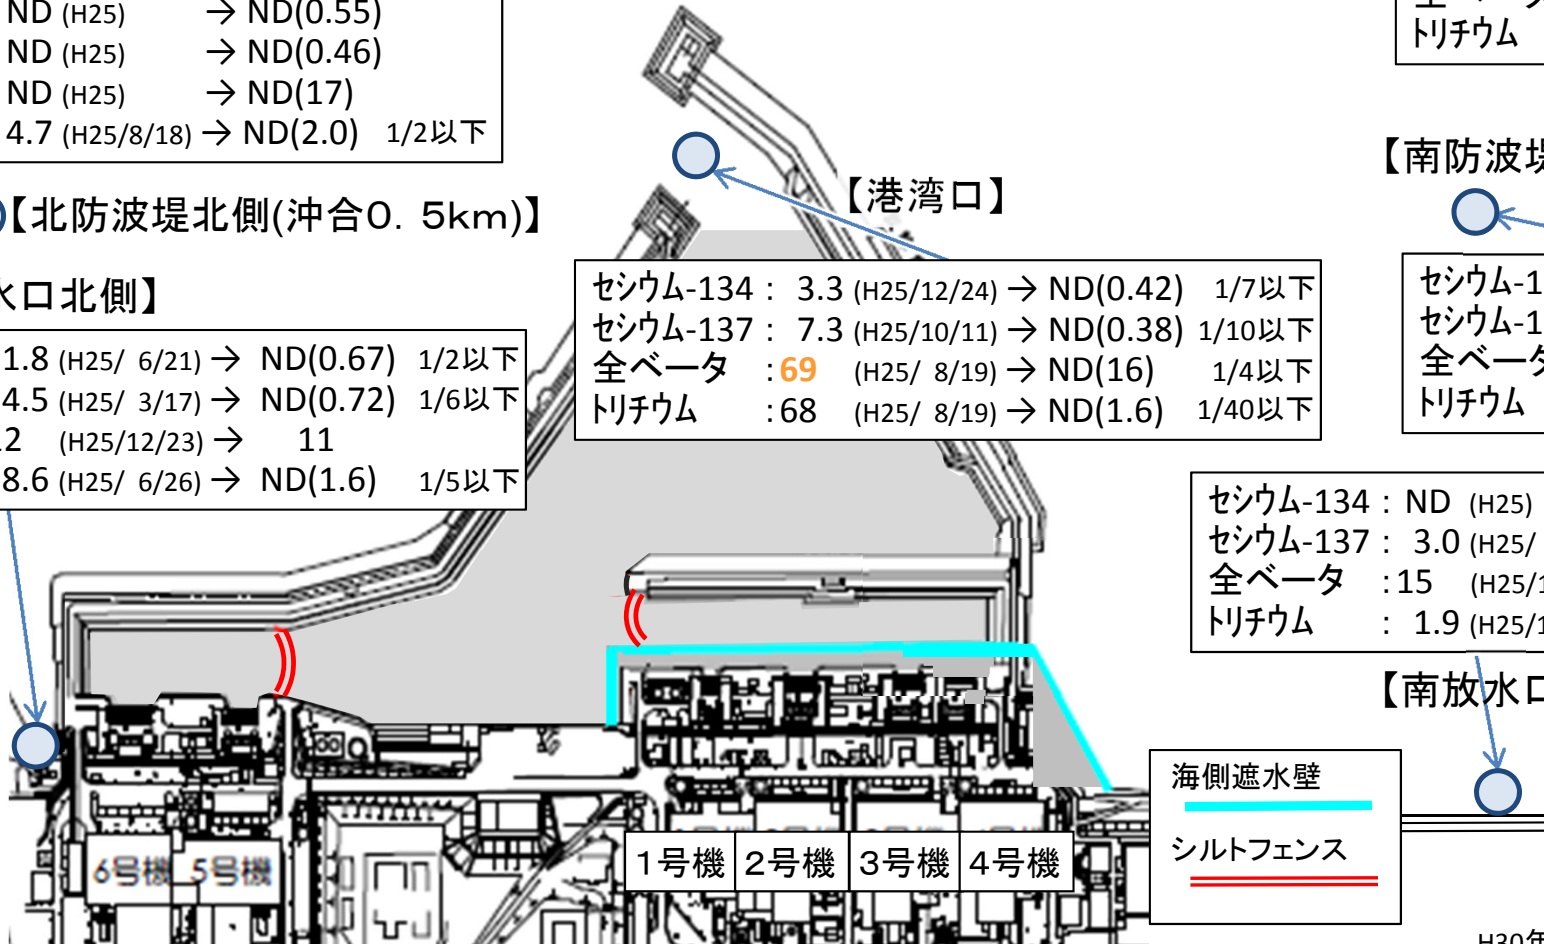 ND (H25) → ND(0.55)
ND (H25) → ND(0.46)
ND (H25) → ND(17)
4.7 (H25/8/18) → ND(2.0) 1/2以下
トリチウム
【北防波堤北側(沖合0.5km)】
【港湾口】
セシウム-134 : 3.3 (H25/12/24) → ND(0.42) 1/7以下
セシウム-137 : 7.3 (H25/10/11) → ND(0.38) 1/10以下
全ベータ :69 (H25/ 8/19) → ND(16) 1/4以下
トリチウム :68 (H25/ 8/19) → ND(1.6) 1/40以下
【南防波堤
セシウム-1
セシウム-1
全ベータ
トリチウム
水口北側】
1.8 (H25/ 6/21) → ND(0.67) 1/2以下
4.5 (H25/ 3/17) → ND(0.72) 1/6以下
2 (H25/12/23) → 11
8.6 (H25/ 6/26) → ND(1.6) 1/5以下
セシウム-134 : ND (H25)
セシウム-137 : 3.0 (H25/
全ベータ :15 (H25/1
トリチウム : 1.9 (H25/1
【南放水口
海側遮水壁
シルトフェンス
6号機 5号機
1号機 2号機 3号機 4号機
H30年